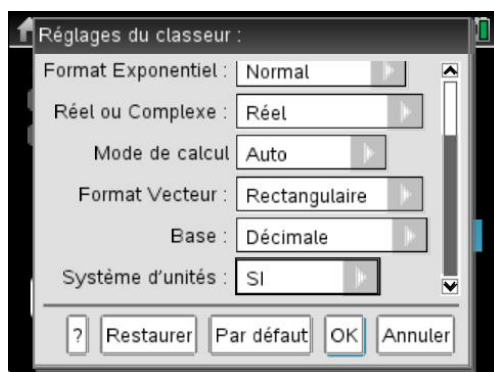 Réglages du classeur :
Format Exponentiel : Normal
Réel ou Complexe : Réel
Mode de calcul Auto
Format Vecteur : Rectangulaire
Base : Décimale
Système d'unités : SI
? Restaurer Par défaut OK Annuler